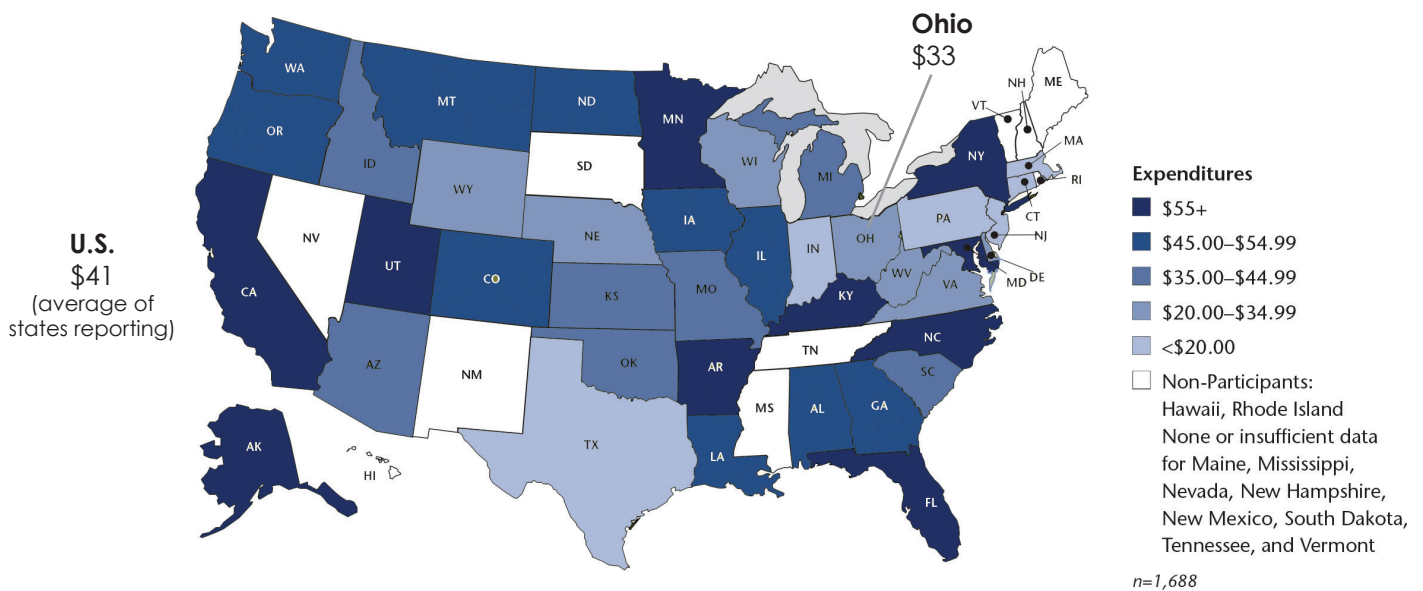 Ohio
$33
U.S.
$41
(average of
states reporting)
WA
OR
CA
NV
ID
MT
WY
UT
AZ
CO
NM
ND
SD
NE
KS
OK
TX
MN
IA
MO
AR
LA
WI
IL
MI
IN
OH
KY
TN
MS
AL
GA
FL
SC
NC
VA
WV
PA
NY
VT
NH
ME
MA
RI
CT
NJ
DE
MD
AK
HI
Expenditures
$55+
$45.00–$54.99
$35.00–$44.99
$20.00–$34.99
<$20.00
Non-Participants:
Hawaii, Rhode Island
None or insufficient data
for Maine, Mississippi,
Nevada, New Hampshire,
New Mexico, South Dakota,
Tennessee, and Vermont
n=1,688